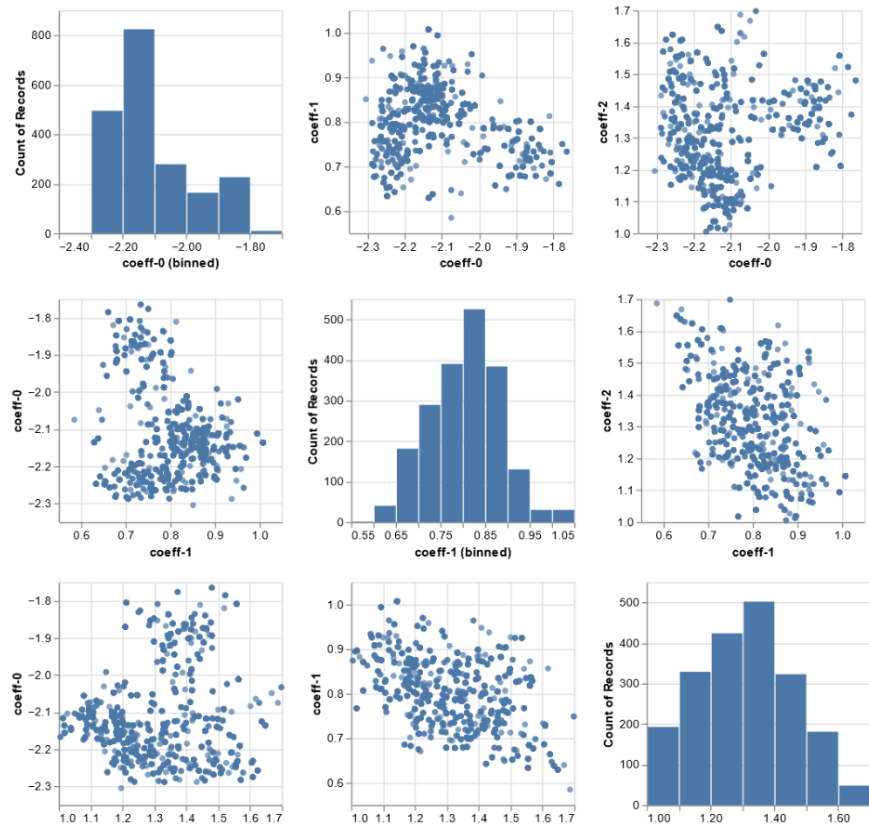 800
600
400
200
0
Count of Records
−2.40 −2.20 −2.00 −1.80
coeff-0 (binned)
1.0
0.9
0.8
0.7
0.6
coeff-1
−2.3 −2.2 −2.1 −2.0 −1.9 −1.8 −1.7
coeff-0
1.7
1.6
1.5
1.4
1.3
1.2
1.1
1.0
coeff-2
−2.3 −2.2 −2.1 −2.0 −1.9 −1.8 −1.7
coeff-0
−1.8
−1.9
−2.0
−2.1
−2.2
−2.3
coeff-0
0.6 0.7 0.8 0.9 1.0
coeff-1
500
400
300
200
100
0
Count of Records
0.55 0.65 0.75 0.85 0.95 1.05
coeff-1 (binned)
1.7
1.6
1.5
1.4
1.3
1.2
1.1
1.0
coeff-2
0.6 0.7 0.8 0.9 1.0
coeff-1
−1.8
−1.9
−2.0
−2.1
−2.2
−2.3
coeff-0
1.0 1.1 1.2 1.3 1.4 1.5 1.6 1.7
1.0
0.9
0.8
0.7
0.6
coeff-1
1.0 1.1 1.2 1.3 1.4 1.5 1.6 1.7
500
400
300
200
100
0
Count of Records
1.00 1.20 1.40 1.60